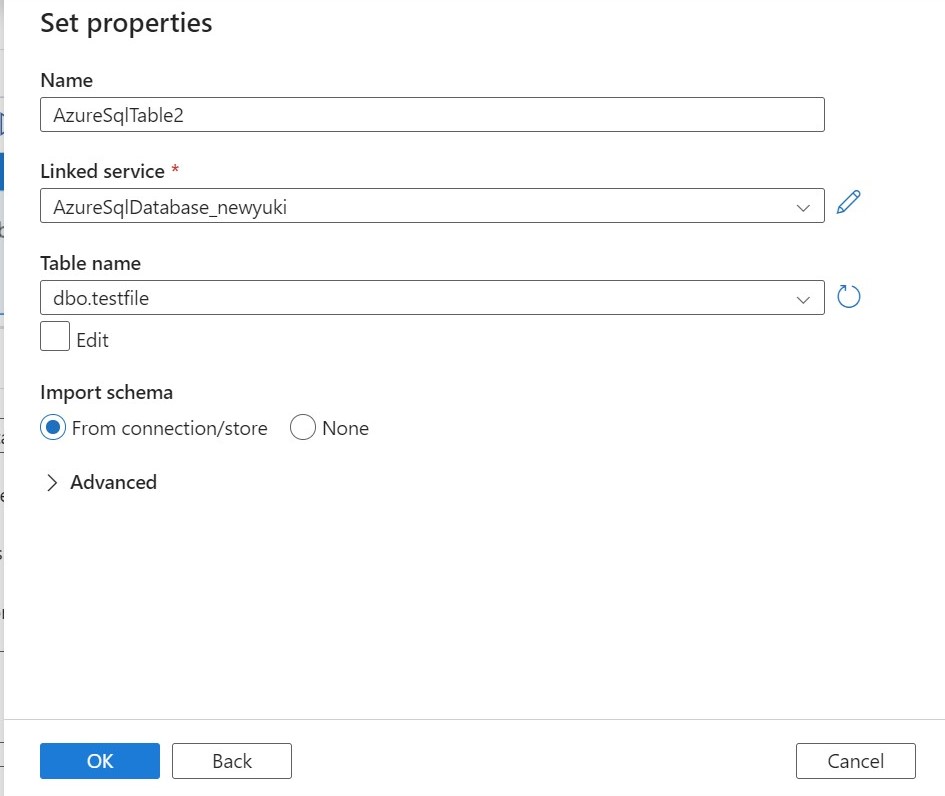 Set properties
Name
AzureSqlTable2
Linked service *
AzureSqlDatabase_newyuki
Table name
dbo.testfile
Edit
Import schema
From connection/store None
Advanced
OK Back Cancel